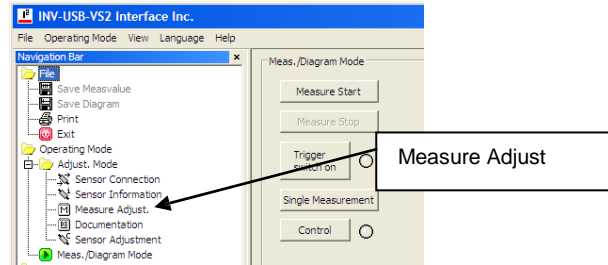 INV-USB-VS2 Interface Inc.
File Operating Mode View Language Help
Navigation Bar x
File
Save Measvalue
Save Diagram
Print
Exit
Operating Mode
Adjust. Mode
Sensor Connection
Sensor Information
Measure Adjust.
Documentation
Sensor Adjustment
Meas./Diagram Mode
Meas./Diagram Mode
Measure Start
Measure Stop
Trigger
switch on
Single Measurement
Control
Measure Adjust